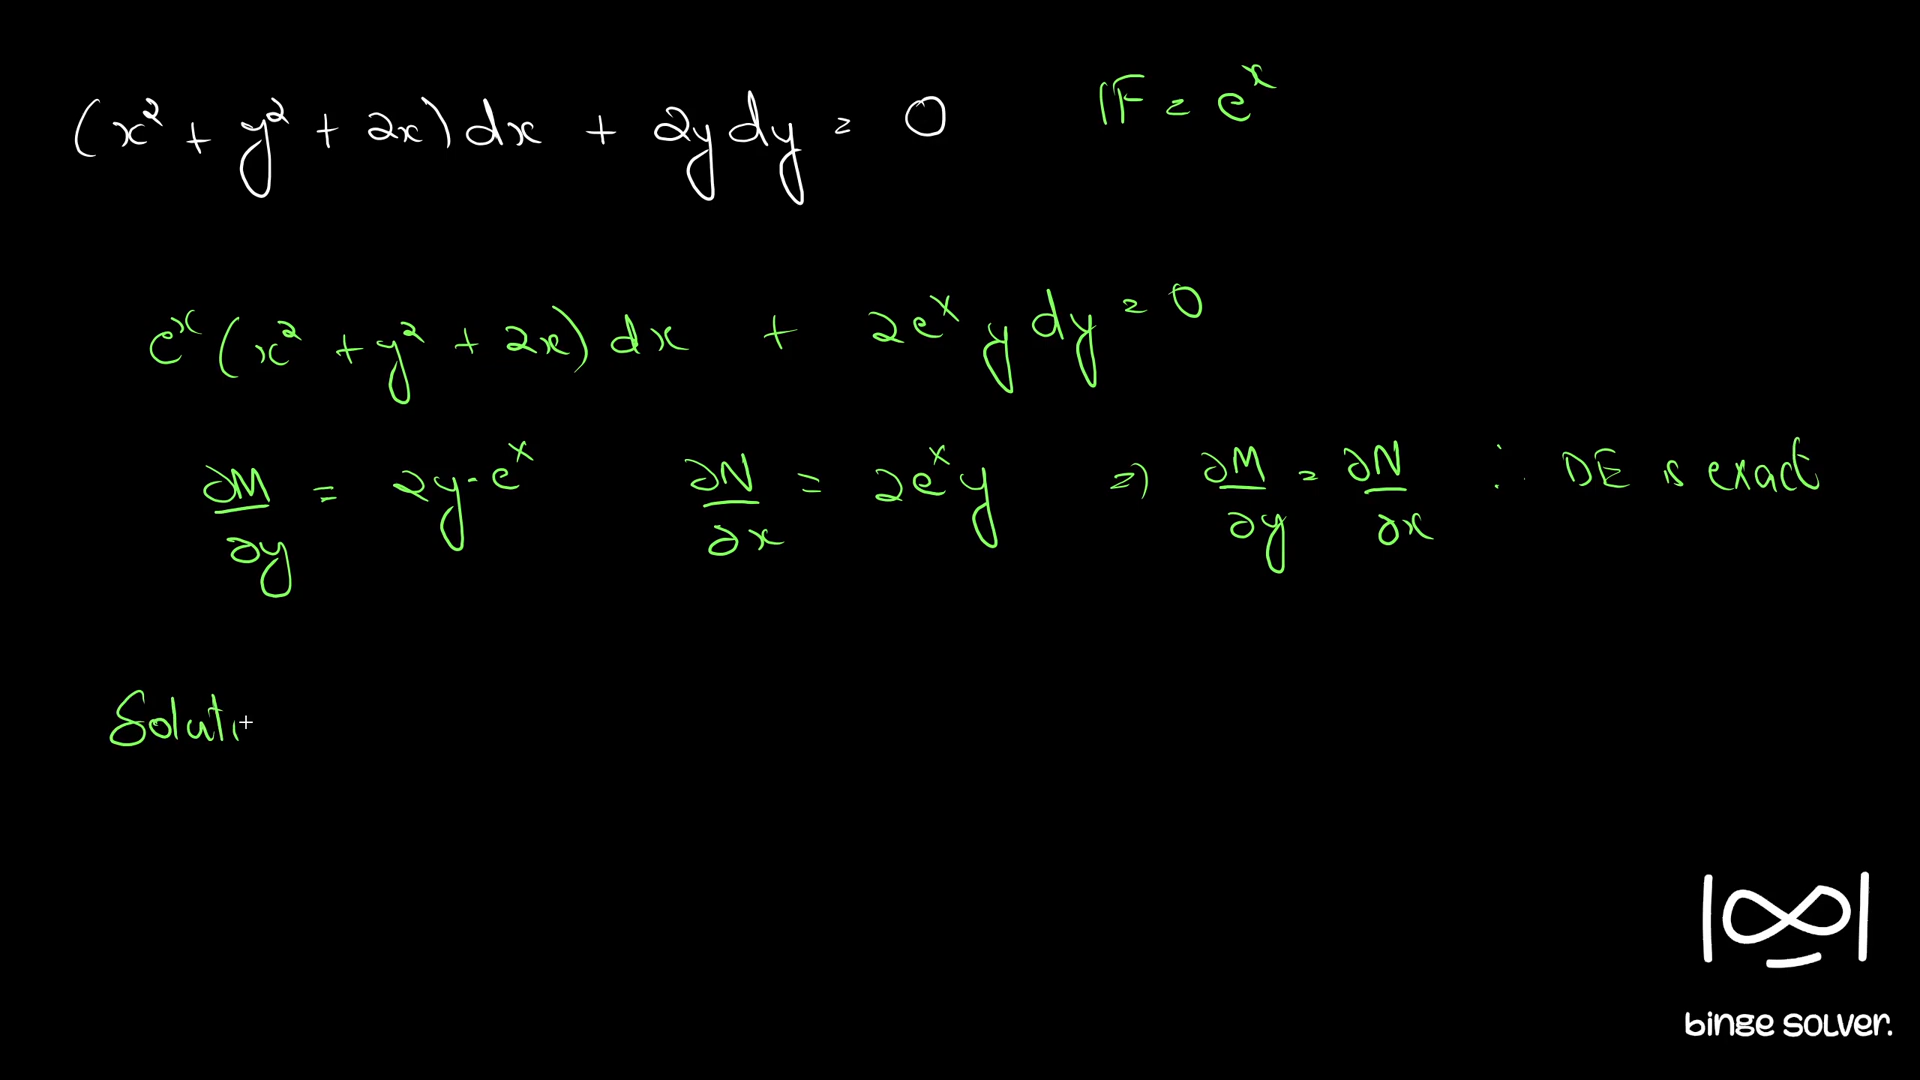 (x² + y² + 2x) dx + 2y dy = 0 IF = eˣ
eˣ (x² + y² + 2x) dx + 2eˣ y dy = 0
∂M/∂y = 2y · eˣ ∂N/∂x = 2eˣ y ⇒ ∂M/∂y = ∂N/∂x ∴ DE is exact
Soluti
binge solver.